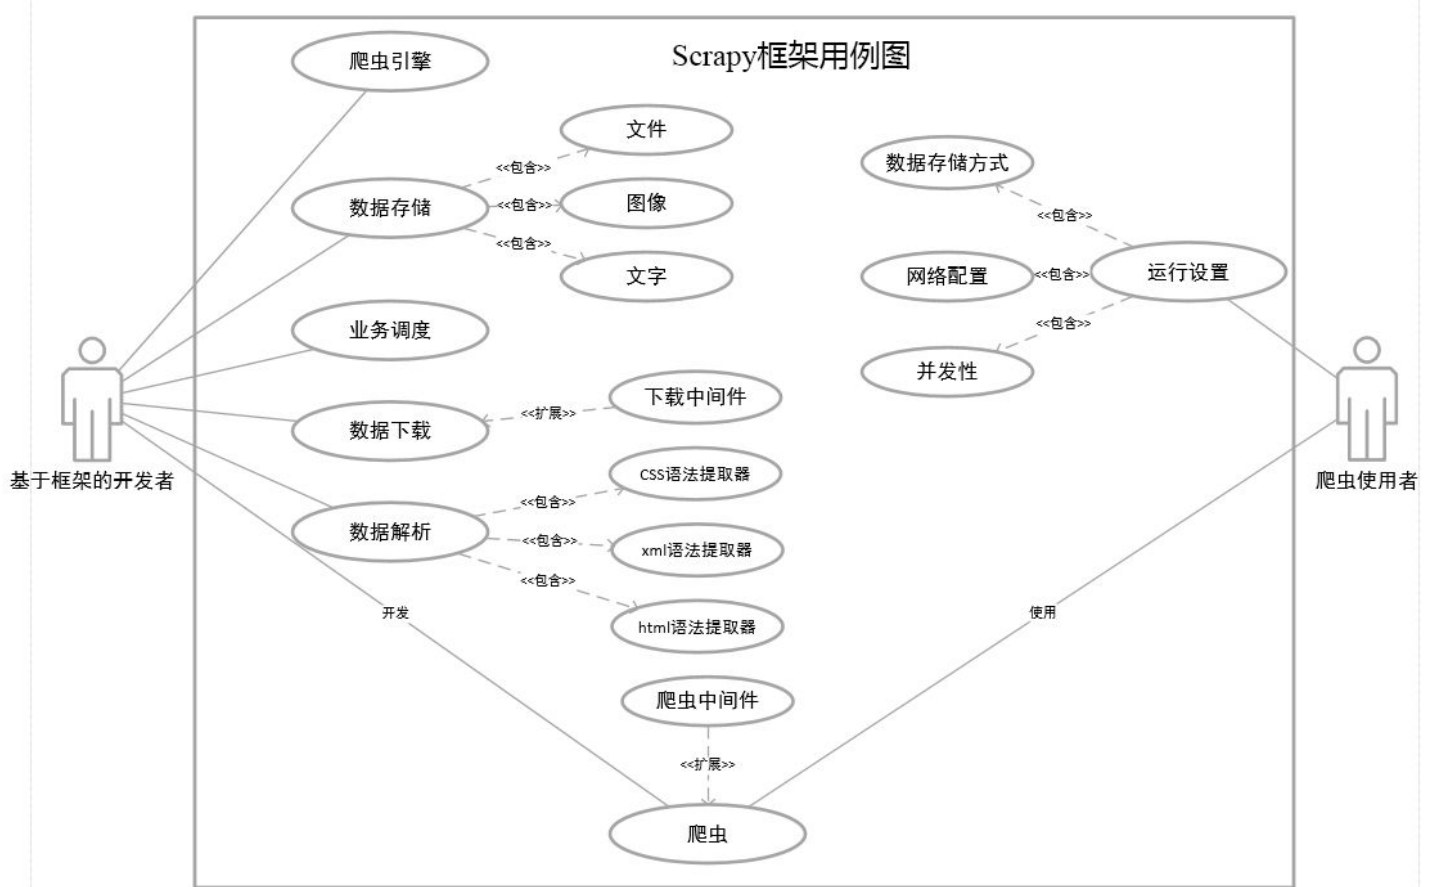 Scrapy框架用例图
爬虫引擎
文件
<<包含>>
数据存储方式
数据存储
<<包含>>
图像
<<包含>>
<<包含>>
文字
网络配置
<<包含>>
运行设置
业务调度
<<包含>>
并发性
下载中间件
数据下载
<<扩展>>
基于框架的开发者
CSS语法提取器
爬虫使用者
<<包含>>
数据解析
<<包含>>
xml语法提取器
<<包含>>
开发
使用
html语法提取器
爬虫中间件
<<扩展>>
爬虫